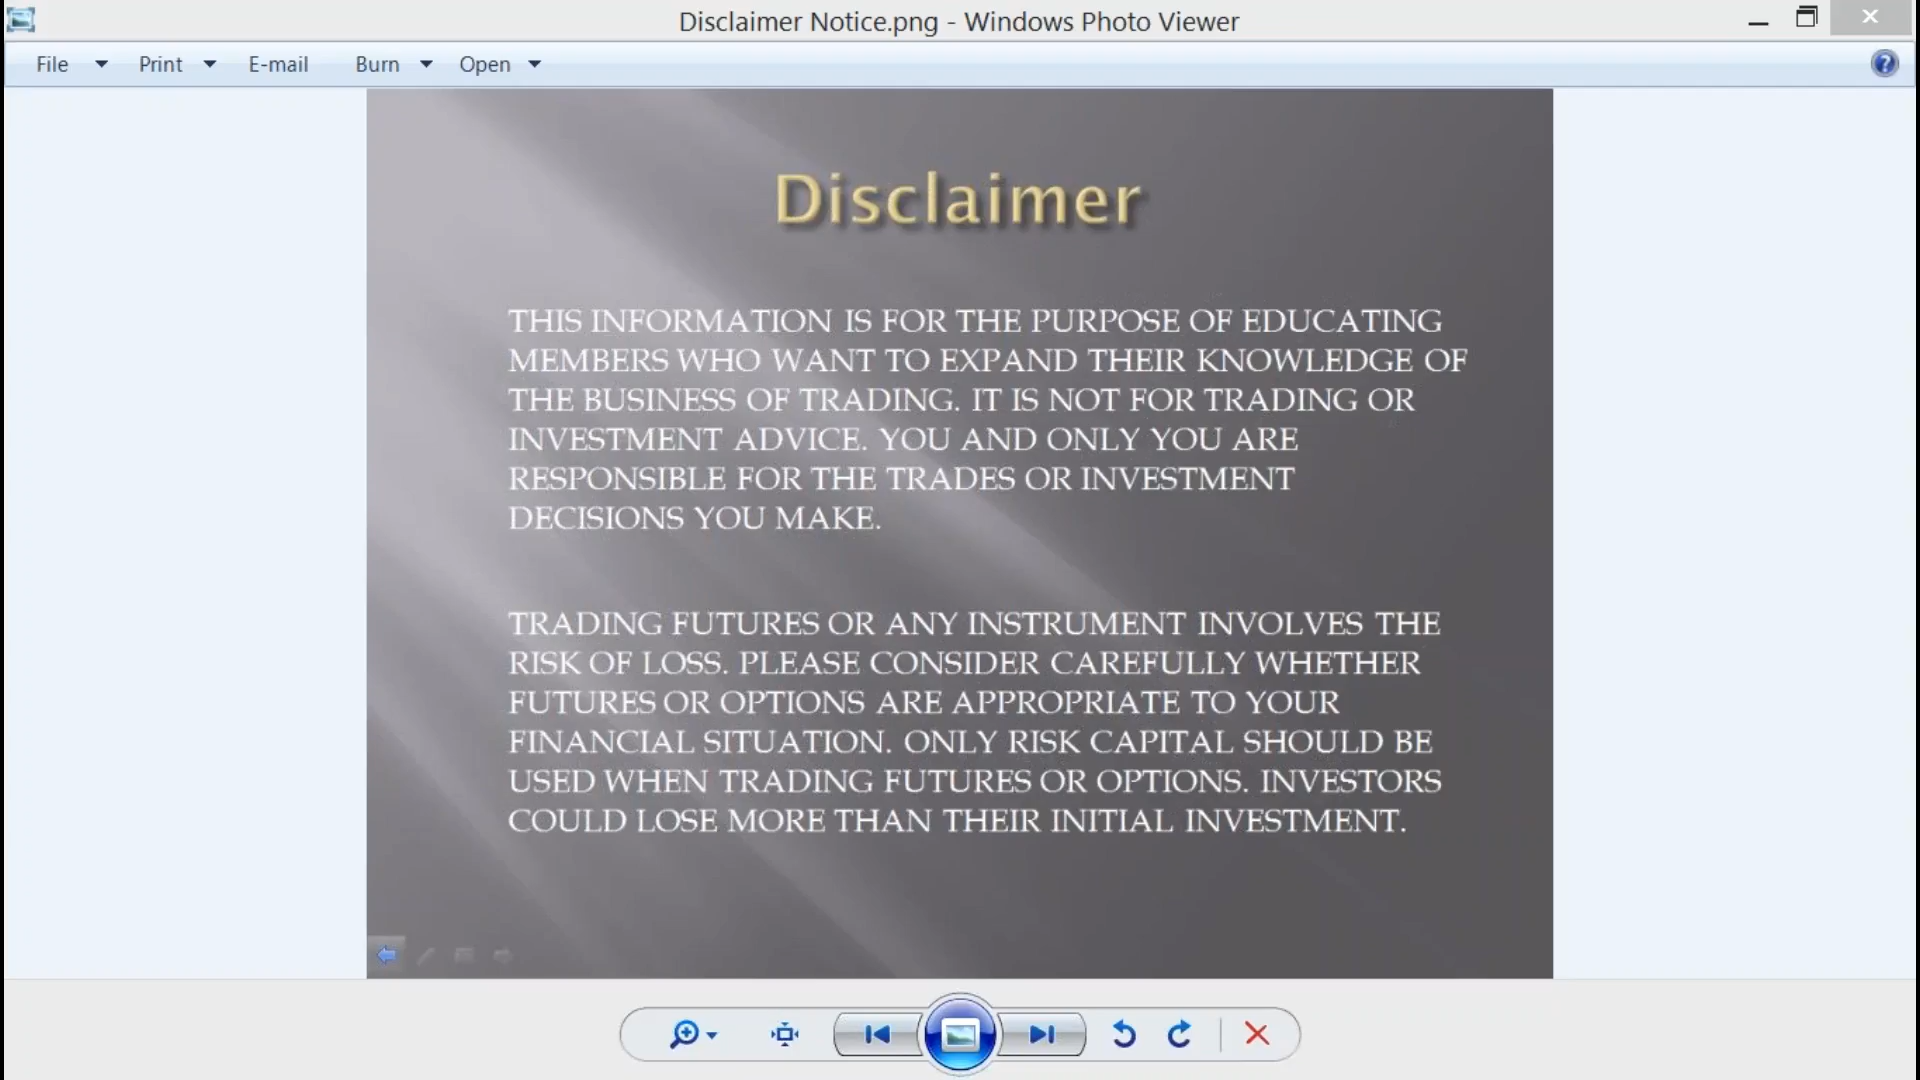 Disclaimer Notice.png - Windows Photo Viewer
File Print E-mail Burn Open
Disclaimer
THIS INFORMATION IS FOR THE PURPOSE OF EDUCATING
MEMBERS WHO WANT TO EXPAND THEIR KNOWLEDGE OF
THE BUSINESS OF TRADING. IT IS NOT FOR TRADING OR
INVESTMENT ADVICE. YOU AND ONLY YOU ARE
RESPONSIBLE FOR THE TRADES OR INVESTMENT
DECISIONS YOU MAKE.
TRADING FUTURES OR ANY INSTRUMENT INVOLVES THE
RISK OF LOSS. PLEASE CONSIDER CAREFULLY WHETHER
FUTURES OR OPTIONS ARE APPROPRIATE TO YOUR
FINANCIAL SITUATION. ONLY RISK CAPITAL SHOULD BE
USED WHEN TRADING FUTURES OR OPTIONS. INVESTORS
COULD LOSE MORE THAN THEIR INITIAL INVESTMENT.